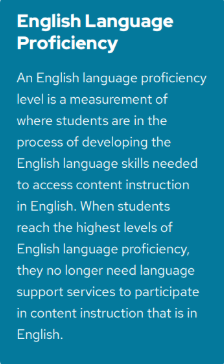 English Language
Proficiency
An English language proficiency
level is a measurement of
where students are in the
process of developing the
English language skills needed
to access content instruction
in English. When students
reach the highest levels of
English language proficiency,
they no longer need language
support services to participate
in content instruction that is in
English.